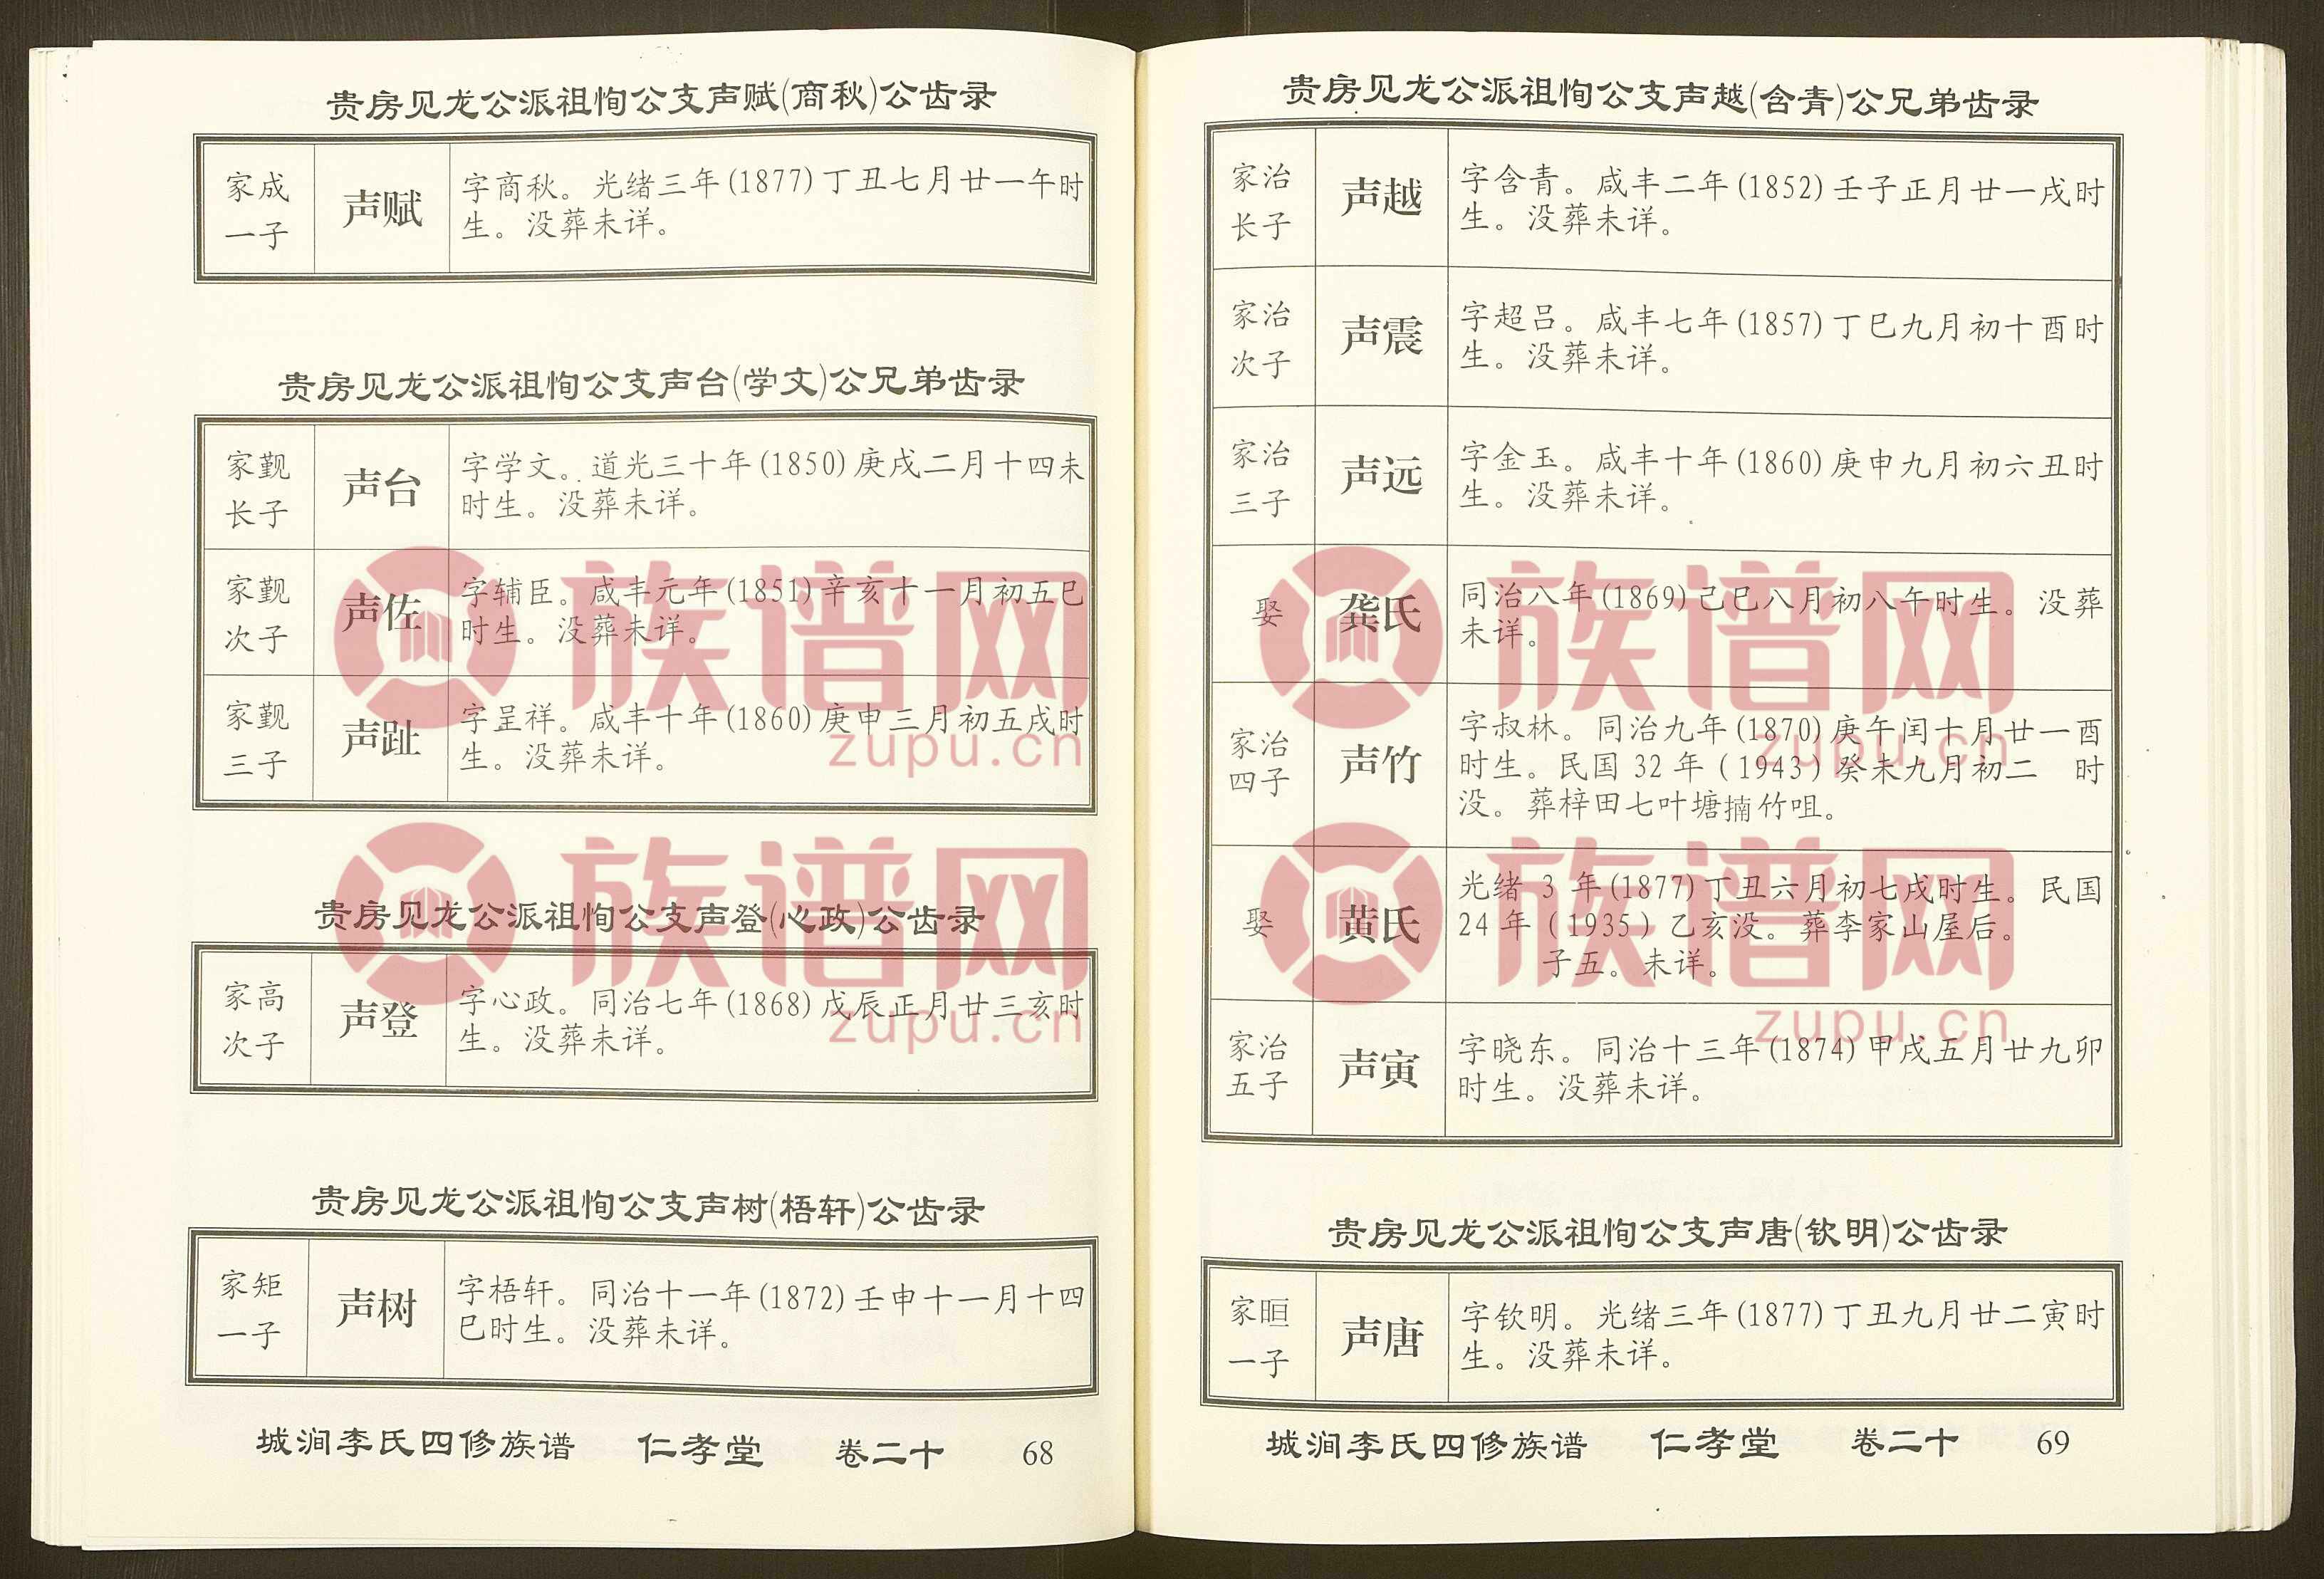 贵房见龙公派祖恂公支声赋(商秋)公齿录
家成
一子
声赋
字商秋。光绪三年(1877)丁丑七月廿一午时
生。没葬未详。
贵房见龙公派祖恂公支声台(学文)公兄弟齿录
家觐
长子
声台
字学文。道光三十年(1850)庚戌二月十四未
时生。没葬未详。
家觐
次子
声佐
字辅臣。咸丰元年(1851)辛亥十一月初五巳
时生。没葬未详。
家觐
三子
声趾
字呈祥。咸丰十年(1860)庚申三月初五戌时
生。没葬未详。
贵房见龙公派祖恂公支声登(心政)公齿录
家高
次子
声登
字心政。同治七年(1868)戊辰正月廿三亥时
生。没葬未详。
贵房见龙公派祖恂公支声树(梧轩)公齿录
家矩
一子
声树
字梧轩。同治十一年(1872)壬申十一月十四
巳时生。没葬未详。
城涧李氏四修族谱 仁孝堂 卷二十 68
贵房见龙公派祖恂公支声越(含青)公兄弟齿录
家治
长子
声越
字含青。咸丰二年(1852)壬子正月廿一戌时
生。没葬未详。
家治
次子
声震
字超吕。咸丰七年(1857)丁巳九月初十酉时
生。没葬未详。
家治
三子
声远
字金玉。咸丰十年(1860)庚申九月初六丑时
生。没葬未详。
娶
龚氏
同治八年(1869)己巳八月初八午时生。没葬
未详。
家治
四子
声竹
字叔林。同治九年(1870)庚午闰十月廿一酉
时生。民国 32 年(1943)癸未九月初二 时
没。葬梓田七叶塘揇竹咀。
娶
黄氏
光绪 3 年(1877)丁丑六月初七戌时生。民国
24 年(1935)乙亥没。葬李家山屋后。
子五。未详。
家治
五子
声寅
字晓东。同治十三年(1874)甲戌五月廿九卯
时生。没葬未详。
贵房见龙公派祖恂公支声唐(钦明)公齿录
家晅
一子
声唐
字钦明。光绪三年(1877)丁丑九月廿二寅时
生。没葬未详。
城涧李氏四修族谱 仁孝堂 卷二十 69
族谱网
zupu.cn
族谱网
zupu.cn
族谱网
zupu.cn
族谱网
zupu.cn